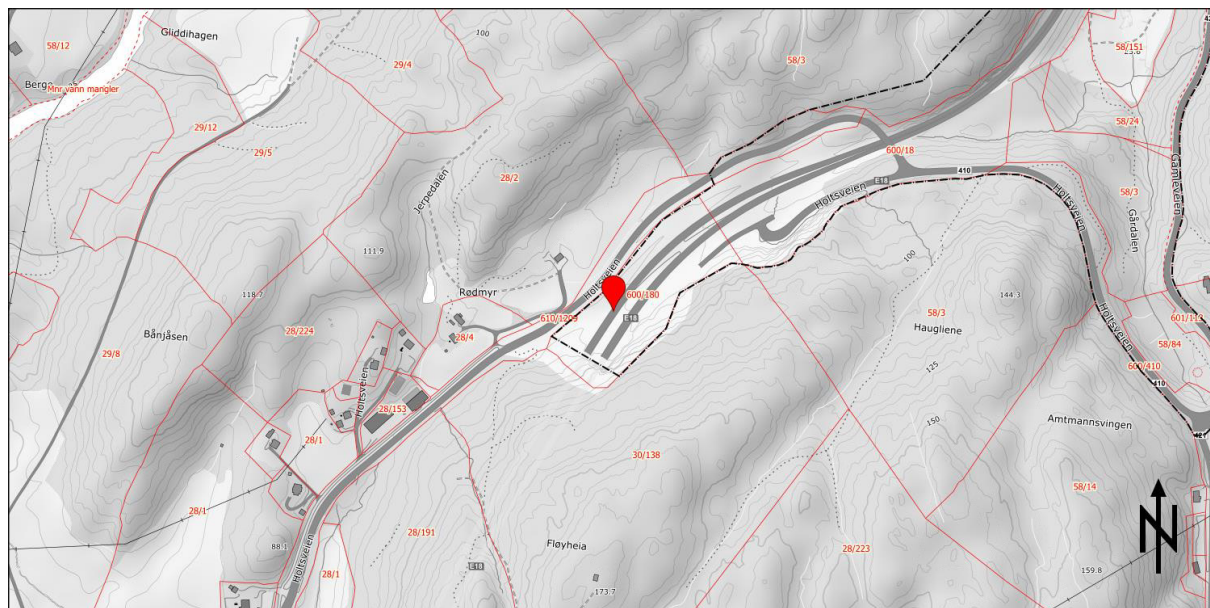 Gliddihagen
58/12
100
29/4
58/3
58/151
Mnr vann mangler
29/12
58/24
29/5
600/18
28/2
410
E18
Holtsveien
58/3
Gamleveien
Jerpedalen
Holtsveien
Gårdalen
111.9
100
Holtsveien
Rødmyr
118.7
600/180
144.3
58/3
Haugliene
610/1209
E18
28/224
28/4
Bånjåsen
Holtsveien
58/84
29/8
125
600/410
Holtsveien
28/153
410
150
Amtmannsvingen
28/1
30/138
58/14
28/1
N
28/191
88.1
Fløyheia
28/223
Holtsveien
E18
159.8
28/1
173.7